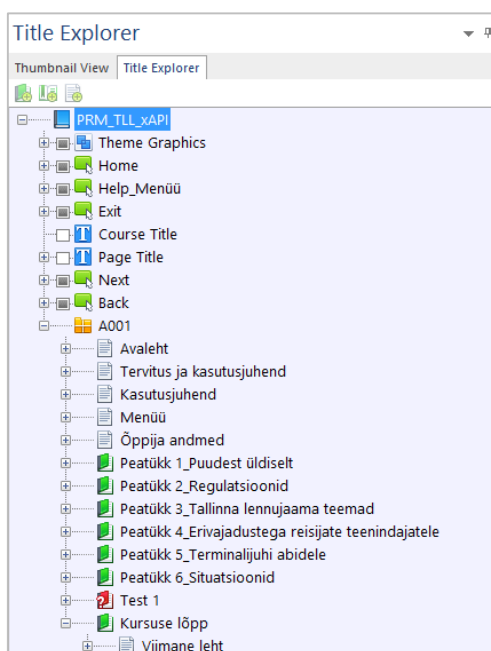 Title Explorer
Thumbnail View Title Explorer
PRM_TLL_xAPI
Theme Graphics
Home
Help_Menüü
Exit
Course Title
Page Title
Next
Back
A001
Avaleht
Tervitus ja kasutusjuhend
Kasutusjuhend
Menüü
Õppija andmed
Peatükk 1_Puudest üldiselt
Peatükk 2_Regulatsioonid
Peatükk 3_Tallinna lennujaama teemad
Peatükk 4_Erivajadustega reisijate teenindajatele
Peatükk 5_Terminalijuhi abidele
Peatükk 6_Situatsioonid
Test 1
Kursuse lõpp
Viimane leht